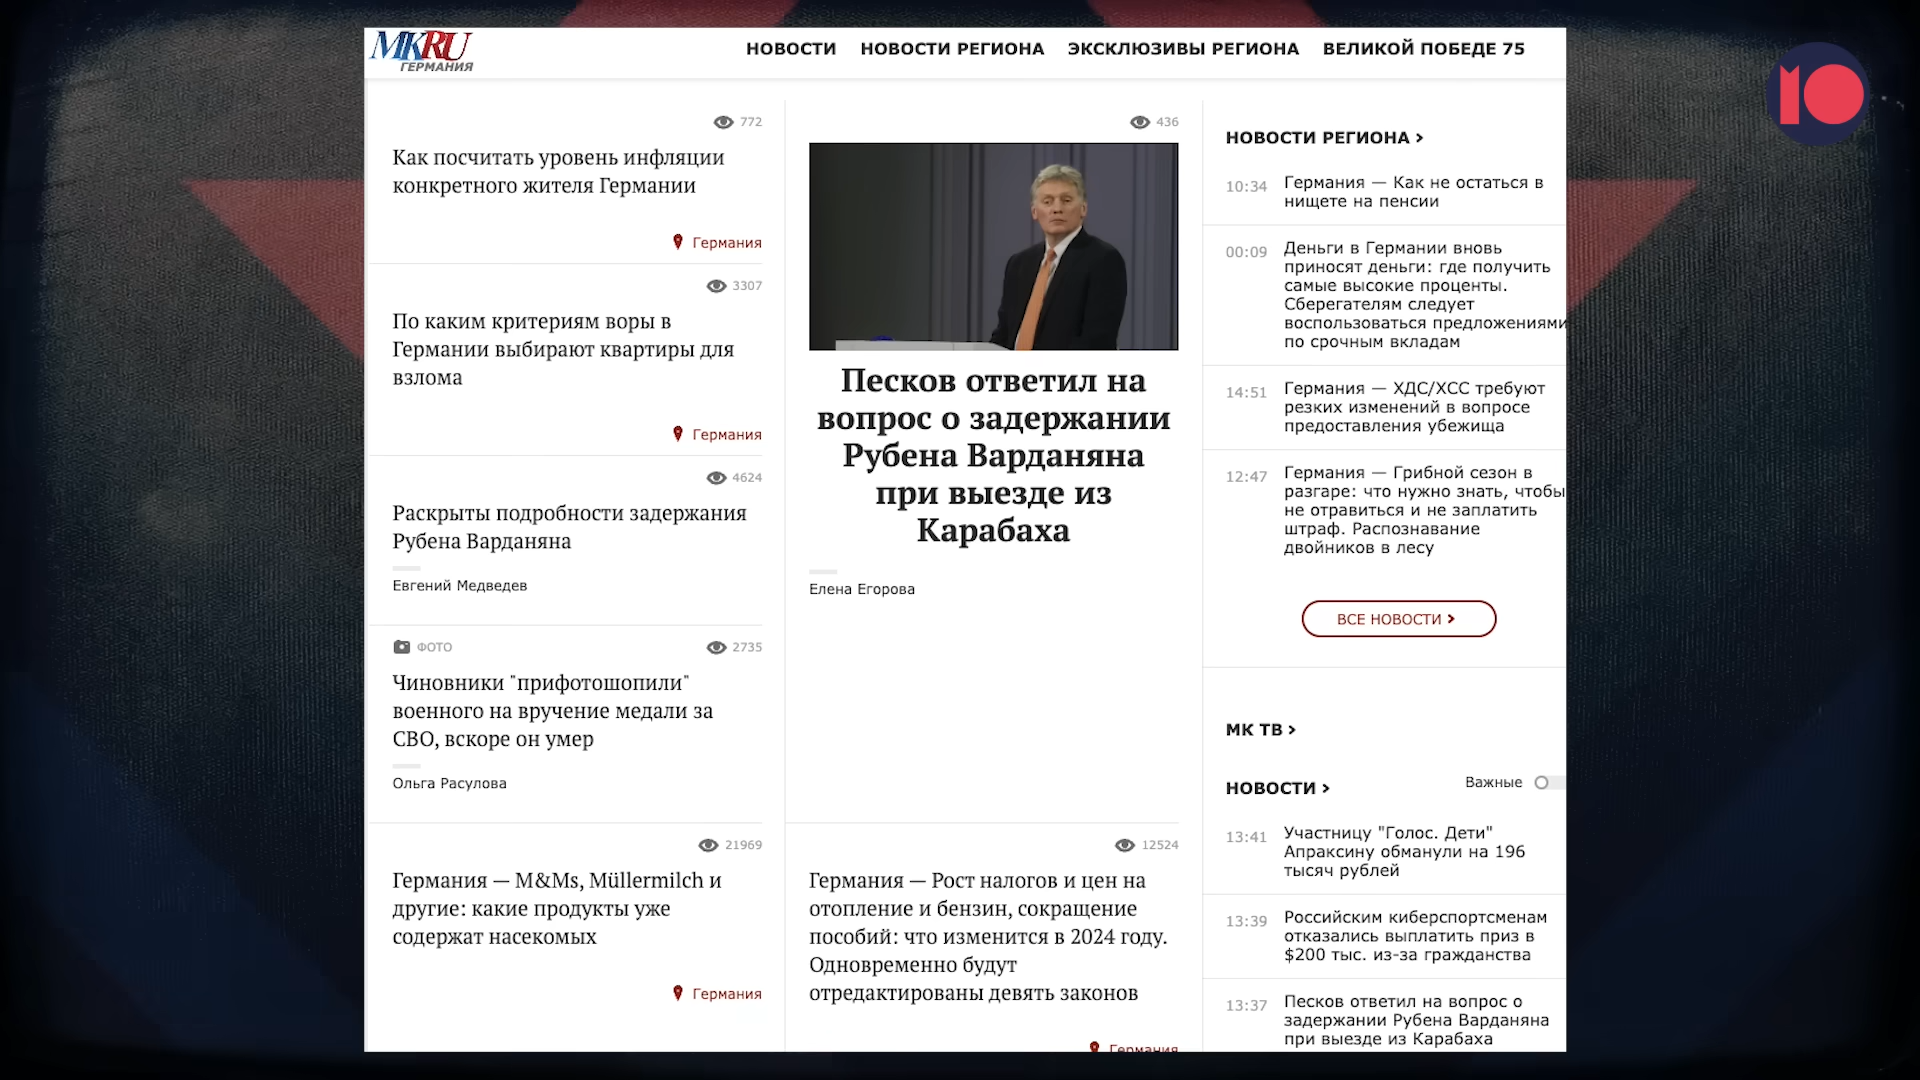 MKRU
ГЕРМАНИЯ
НОВОСТИ
НОВОСТИ РЕГИОНА
ЭКСКЛЮЗИВЫ РЕГИОНА
ВЕЛИКОЙ ПОБЕДЕ 75
772
Как посчитать уровень инфляции
конкретного жителя Германии
Германия
3307
По каким критериям воры в
Германии выбирают квартиры для
взлома
Германия
4624
Раскрыты подробности задержания
Рубена Варданяна
Евгений Медведев
ФОТО
2735
Чиновники "прифотошопили"
военного на вручение медали за
СВО, вскоре он умер
Ольга Расулова
21969
Германия — M&Ms, Müllermilch и
другие: какие продукты уже
содержат насекомых
Германия
436
Песков ответил на
вопрос о задержании
Рубена Варданяна
при выезде из
Карабаха
Елена Егорова
12524
Германия — Рост налогов и цен на
отопление и бензин, сокращение
пособий: что изменится в 2024 году.
Одновременно будут
отредактированы девять законов
Германия
НОВОСТИ РЕГИОНА >
10:34
Германия — Как не остаться в
нищете на пенсии
00:09
Деньги в Германии вновь
приносят деньги: где получить
самые высокие проценты.
Сберегателям следует
воспользоваться предложениями
по срочным вкладам
14:51
Германия — ХДС/ХСС требуют
резких изменений в вопросе
предоставления убежища
12:47
Германия — Грибной сезон в
разгаре: что нужно знать, чтобы
не отравиться и не заплатить
штраф. Распознавание
двойников в лесу
ВСЕ НОВОСТИ >
МК ТВ >
НОВОСТИ >
Важные
13:41
Участницу "Голос. Дети"
Апраксину обманули на 196
тысяч рублей
13:39
Российским киберспортсменам
отказались выплатить приз в
$200 тыс. из-за гражданства
13:37
Песков ответил на вопрос о
задержании Рубена Варданяна
при выезде из Карабаха